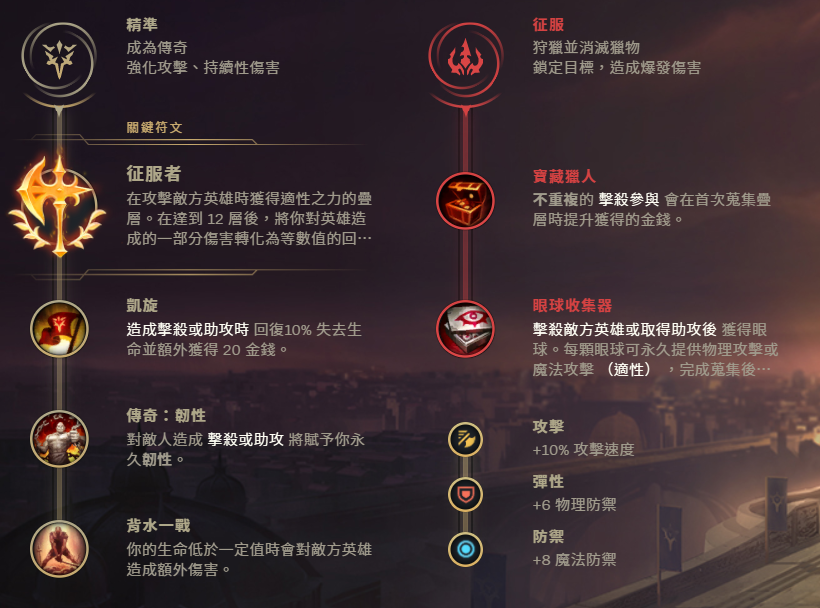 精準
成為傳奇
強化攻擊、持續性傷害
關鍵符文
征服者
在攻擊敵方英雄時獲得適性之力的疊
層。在達到 12 層後，將你對英雄造
成的一部分傷害轉化為等數值的回…
凱旋
造成擊殺或助攻時 回復10% 失去生
命並額外獲得 20 金錢。
傳奇：韌性
對敵人造成 擊殺或助攻 將賦予你永
久韌性。
背水一戰
你的生命低於一定值時會對敵方英雄
造成額外傷害。
征服
狩獵並消滅獵物
鎖定目標，造成爆發傷害
寶藏獵人
不重複的 擊殺參與 會在首次蒐集疊
層時提升獲得的金錢。
眼球收集器
擊殺敵方英雄或取得助攻後 獲得眼
球。每顆眼球可永久提供物理攻擊或
魔法攻擊 （適性） ，完成蒐集後…
攻擊
+10% 攻擊速度
彈性
+6 物理防禦
防禦
+8 魔法防禦